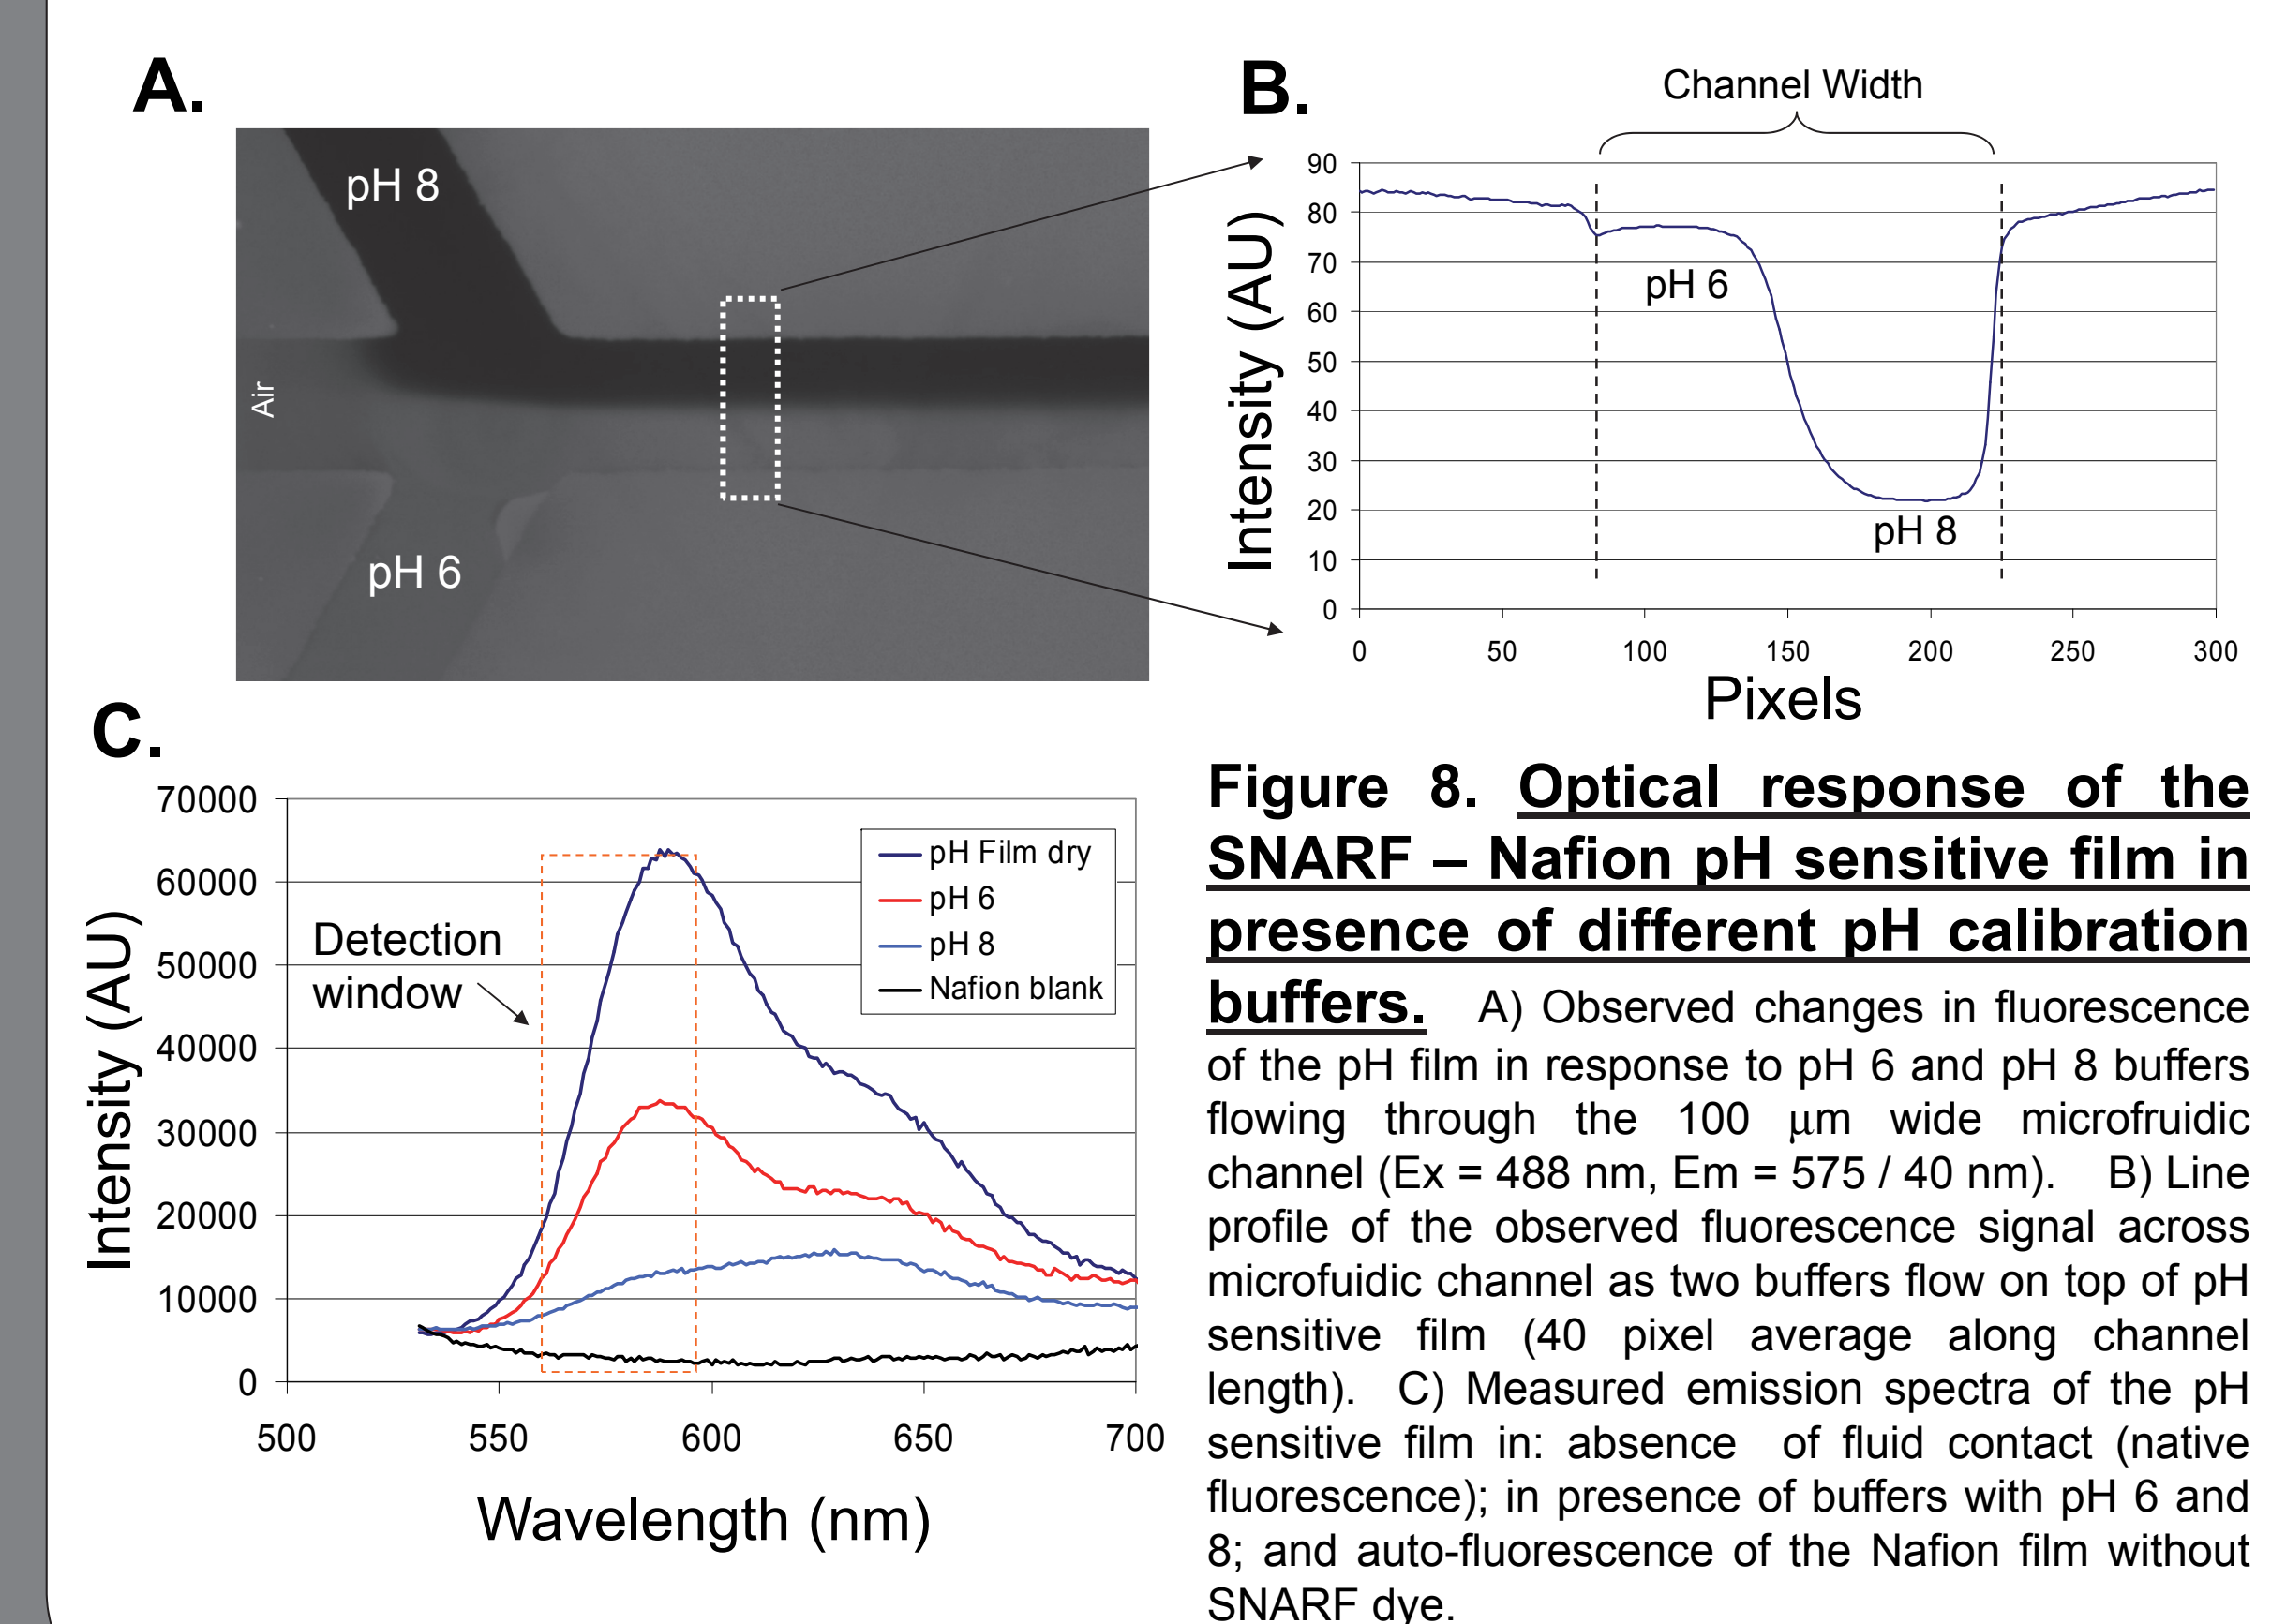 A.
pH 8
Air
pH 6
B.
Channel Width
Intensity (AU)
90
80
70
60
50
40
30
20
10
0
pH 6
pH 8
0 50 100 150 200 250 300
Pixels
C.
Intensity (AU)
70000
60000
50000
40000
30000
20000
10000
0
Detection
window
pH Film dry
pH 6
pH 8
Nafion blank
500 550 600 650 700
Wavelength (nm)
Figure 8. Optical response of the
SNARF – Nafion pH sensitive film in
presence of different pH calibration
buffers. A) Observed changes in fluorescence
of the pH film in response to pH 6 and pH 8 buffers
flowing through the 100 μm wide microfruidic
channel (Ex = 488 nm, Em = 575 / 40 nm). B) Line
profile of the observed fluorescence signal across
microfuidic channel as two buffers flow on top of pH
sensitive film (40 pixel average along channel
length). C) Measured emission spectra of the pH
sensitive film in: absence of fluid contact (native
fluorescence); in presence of buffers with pH 6 and
8; and auto-fluorescence of the Nafion film without
SNARF dye.